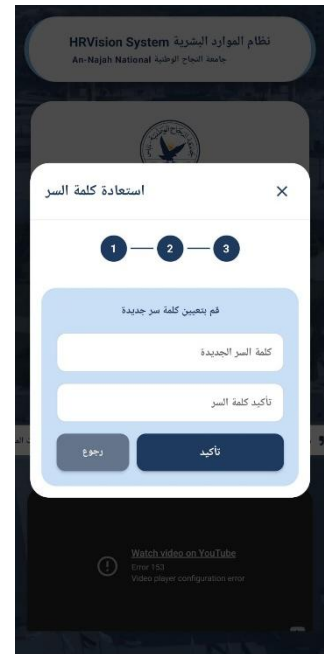 نظام الموارد البشرية HRVision System
جامعة النجاح الوطنية An-Najah National
استعادة كلمة السر
1 2 3
قم بتعيين كلمة سر جديدة
كلمة السر الجديدة
تأكيد كلمة السر
تأكيد
رجوع
Watch video on YouTube
Error 153
Video player configuration error